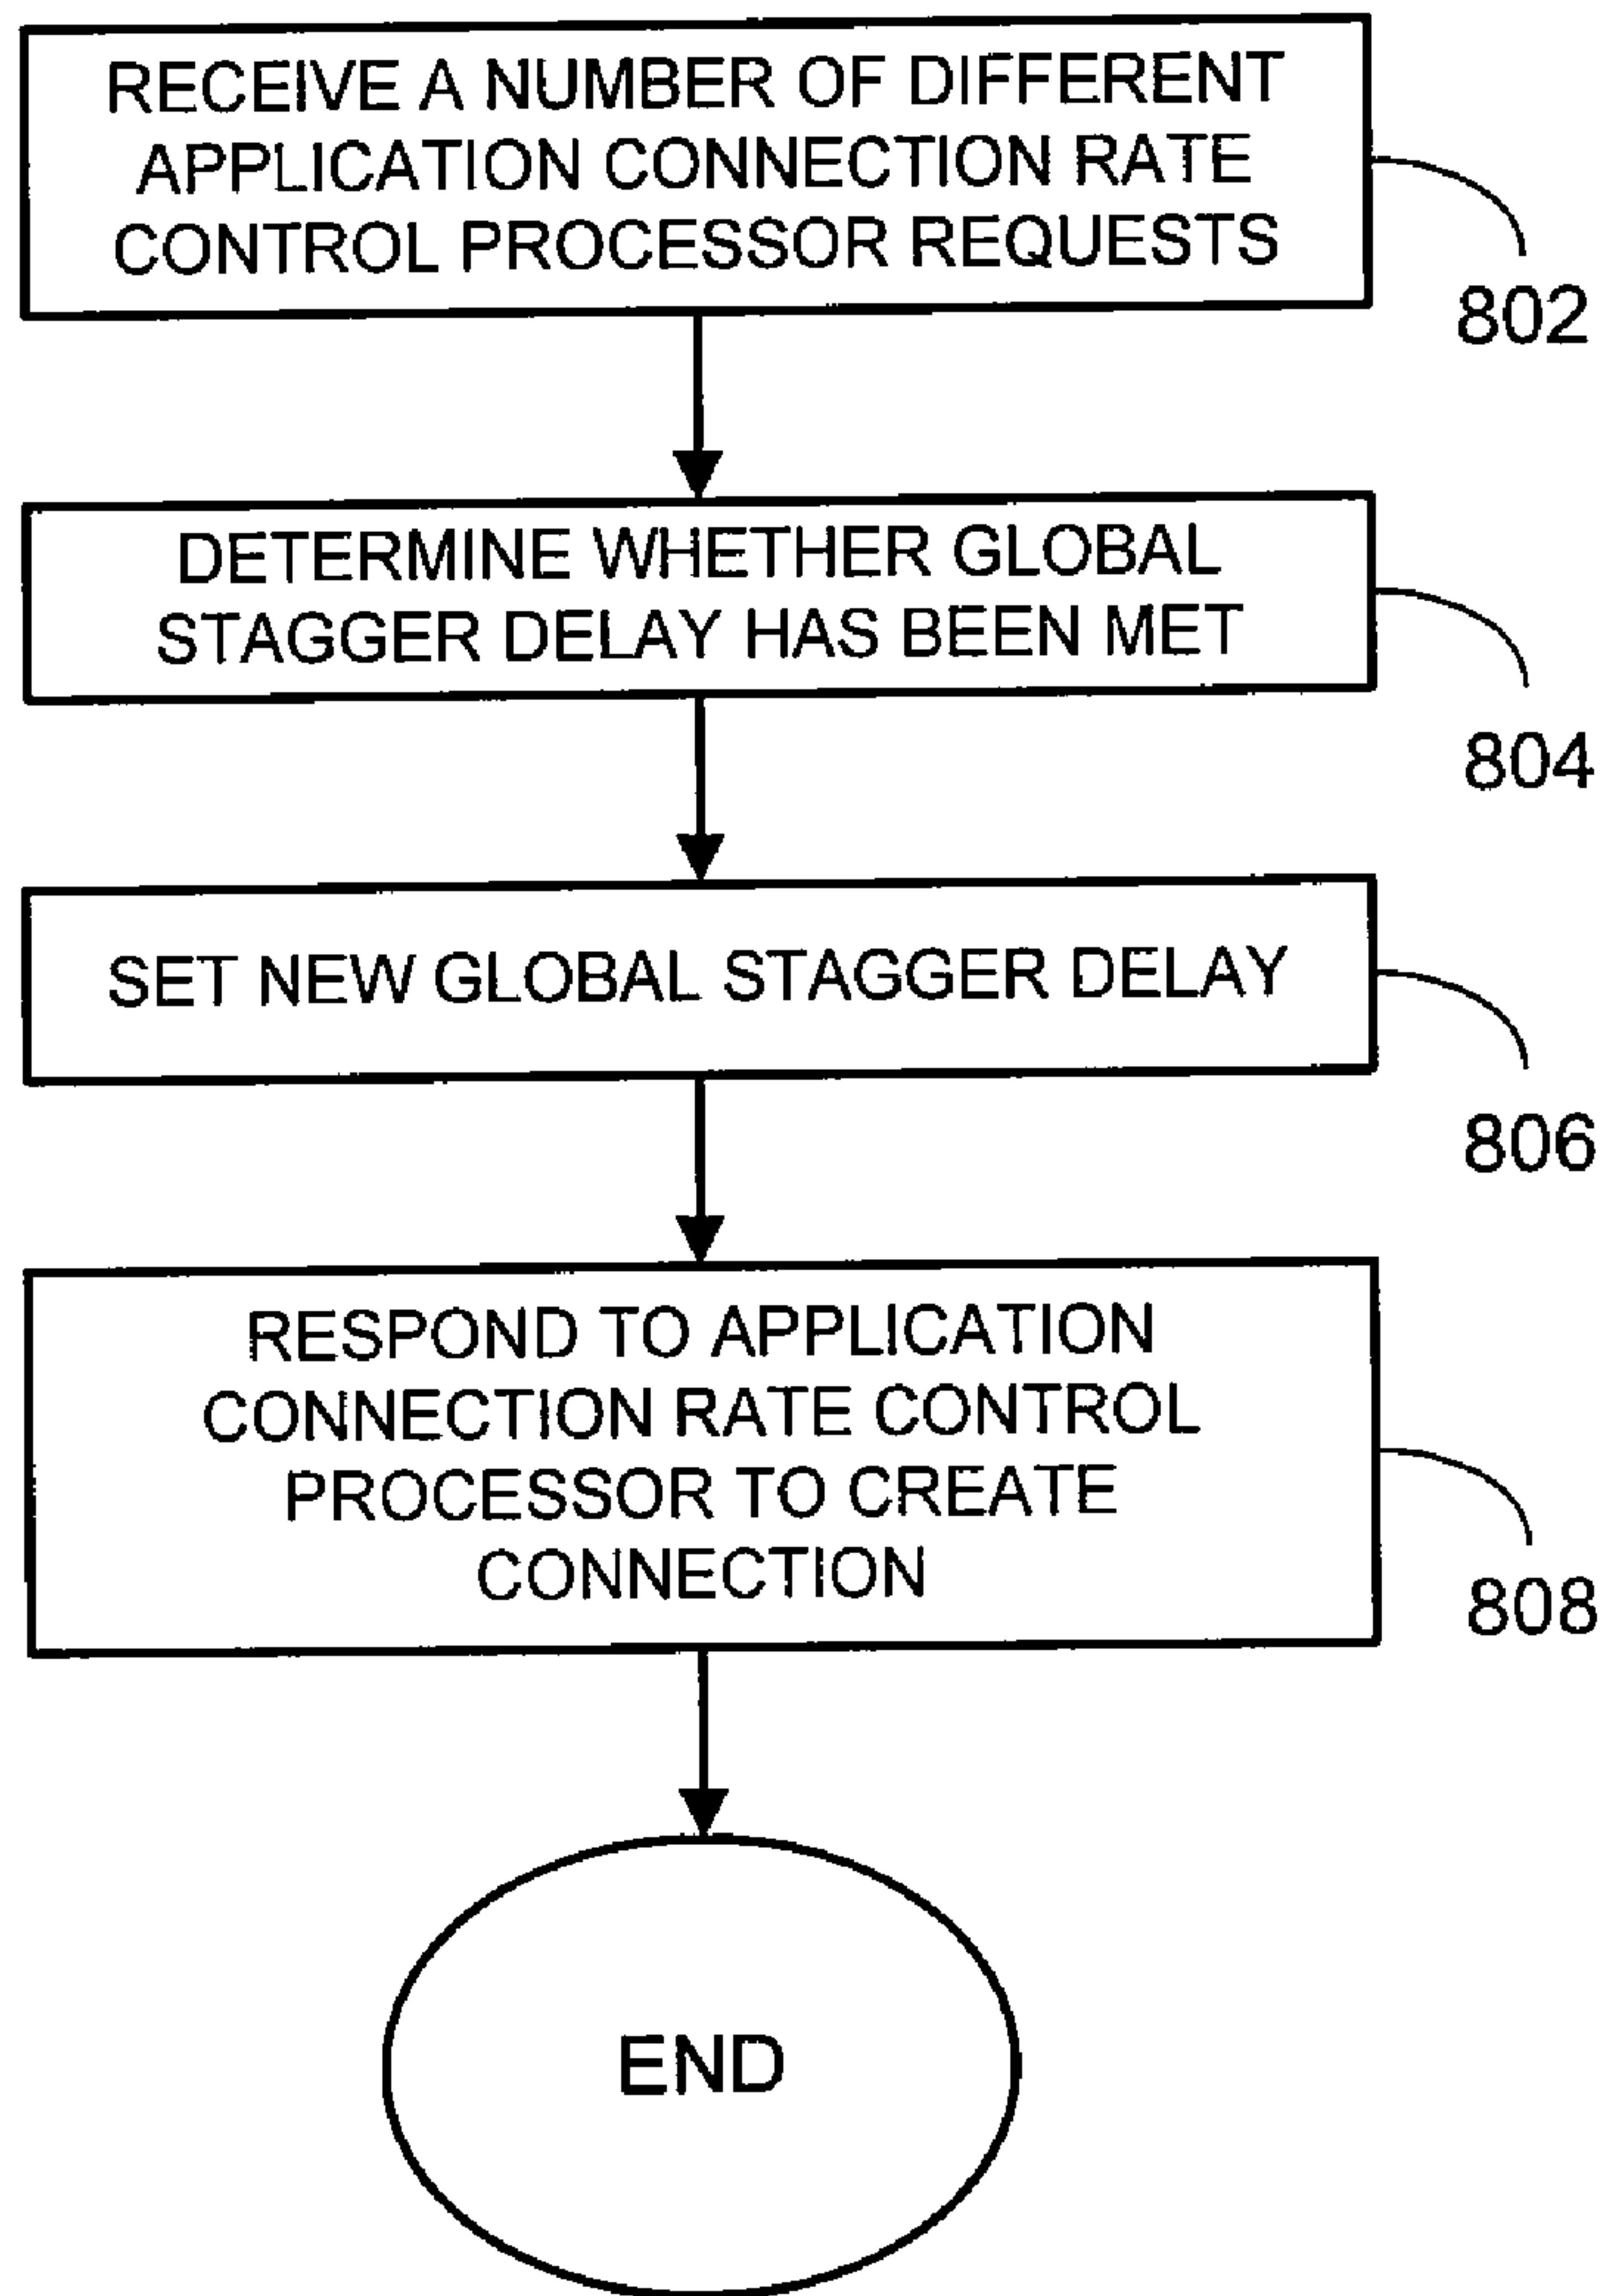 RECEIVE A NUMBER OF DIFFERENT
APPLICATION CONNECTION RATE
CONTROL PROCESSOR REQUESTS
802
DETERMINE WHETHER GLOBAL
STAGGER DELAY HAS BEEN MET
804
SET NEW GLOBAL STAGGER DELAY
806
RESPOND TO APPLICATION
CONNECTION RATE CONTROL
PROCESSOR TO CREATE
CONNECTION
808
END